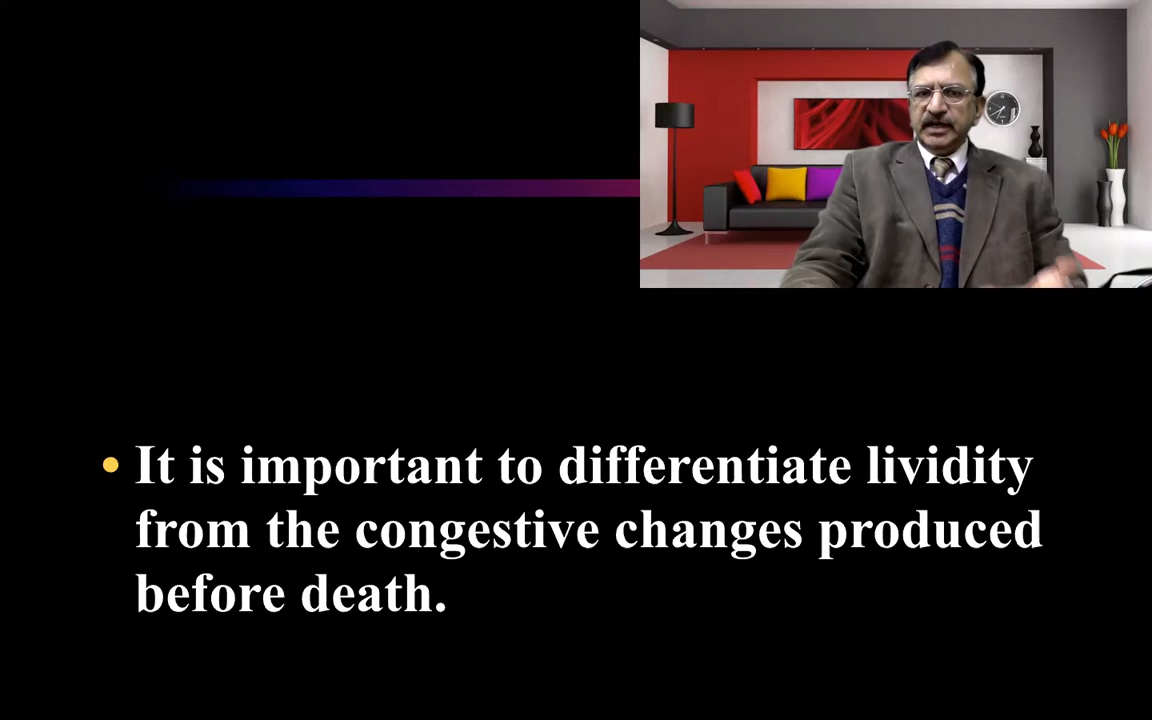 • It is important to differentiate lividity
from the congestive changes produced
before death.